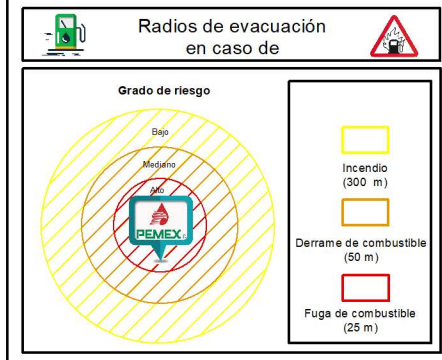 Radios de evacuación
en caso de
Grado de riesgo
Bajo
Mediano
Alto
PEMEX
Incendio
(300 m)
Derrame de combustible
(50 m)
Fuga de combustible
(25 m)